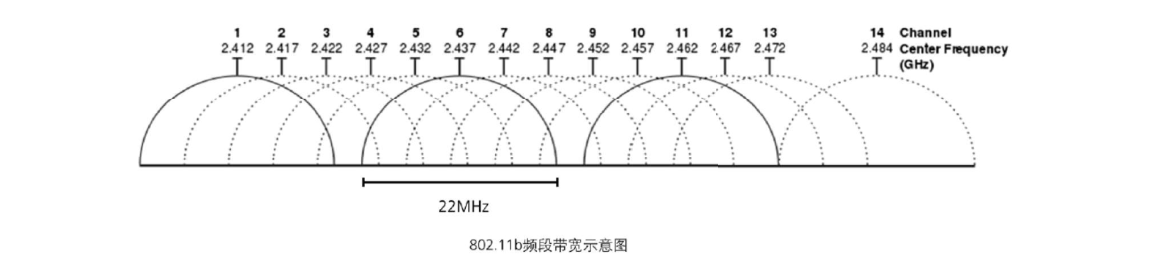 1 2 3 4 5 6 7 8 9 10 11 12 13 14 Channel
2.412 2.417 2.422 2.427 2.432 2.437 2.442 2.447 2.452 2.457 2.462 2.467 2.472 2.484 Center Frequency
(GHz)
22MHz
802.11b频段带宽示意图